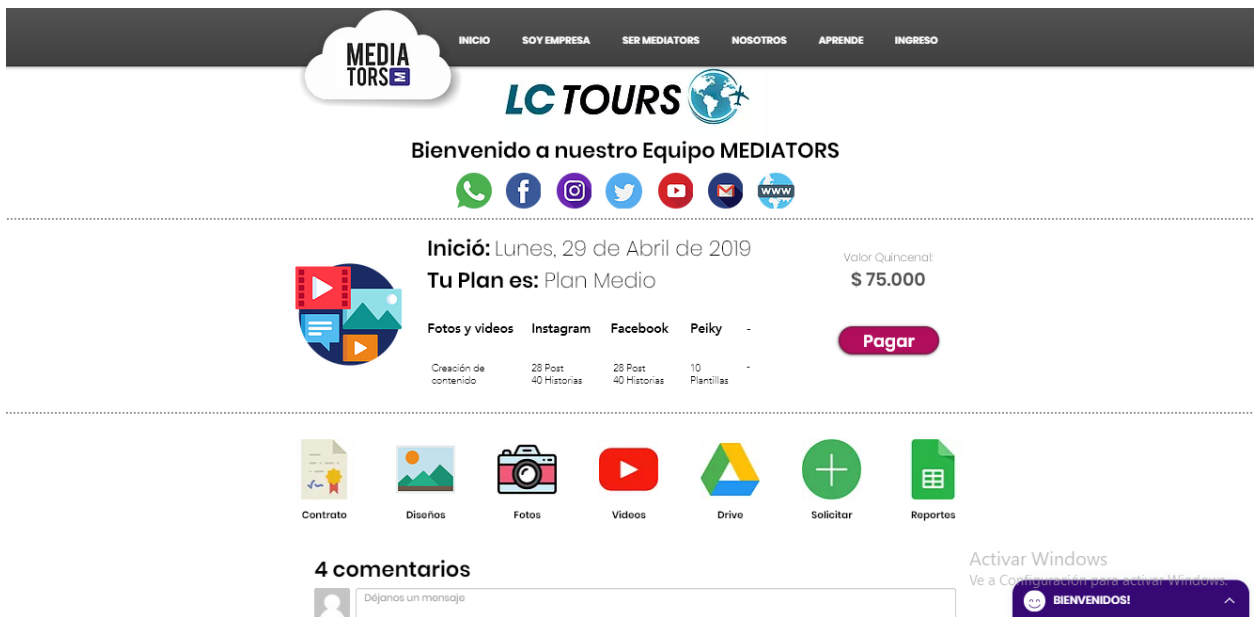 MEDIA
TORS M
INICIO SOY EMPRESA SER MEDIATORS NOSOTROS APRENDE INGRESO
LC TOURS
Bienvenido a nuestro Equipo MEDIATORS
WWW
Inició: Lunes, 29 de Abril de 2019
Tu Plan es: Plan Medio
Valor Quincenal:
$ 75.000
Pagar
Fotos y videos Instagram Facebook Peiky -
Creación de contenido 28 Post 28 Post 10 -
40 Historias 40 Historias Plantillas
Contrato Diseños Fotos Videos Drive Solicitar Reportes
4 comentarios
Déjanos un mensaje
Activar Windows
Ve a Configuración para activar Windows.
BIENVENIDOS!